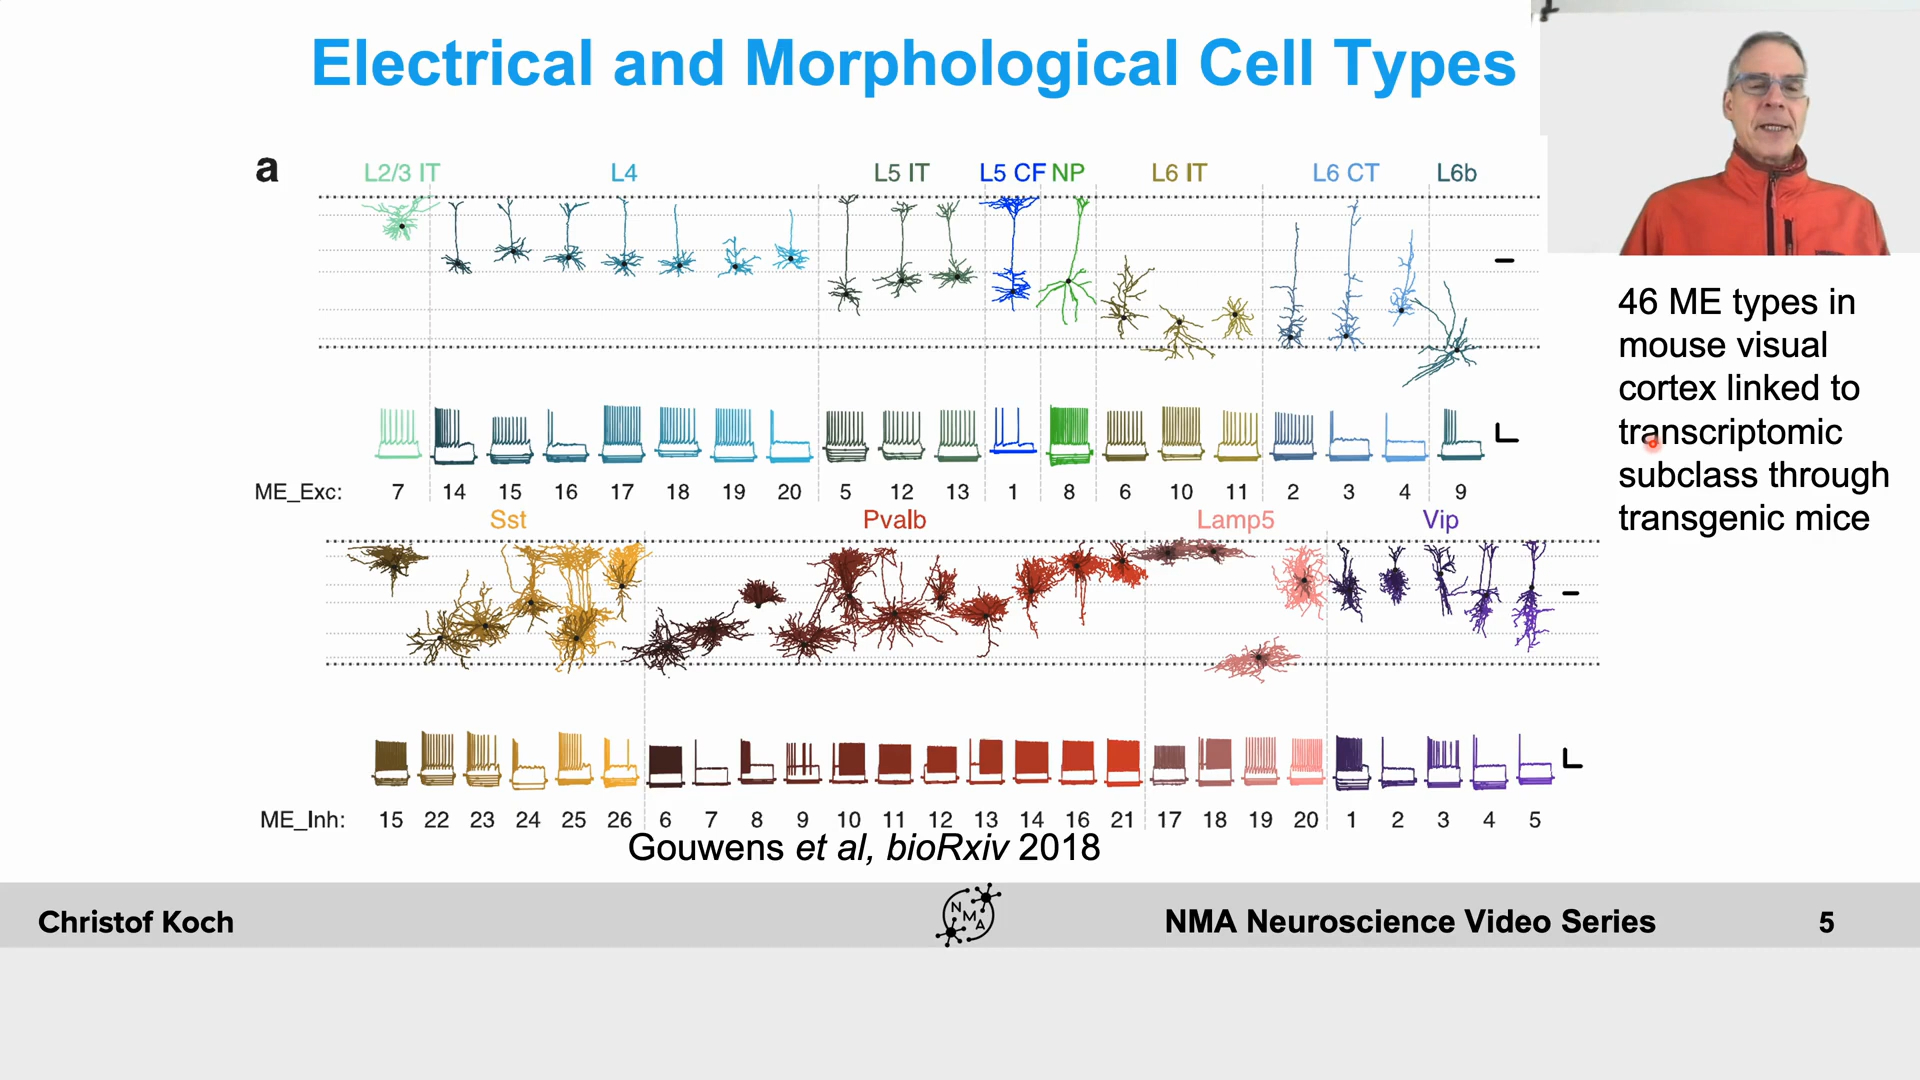 Electrical and Morphological Cell Types
a
L2/3 IT L4 L5 IT L5 CF NP L6 IT L6 CT L6b
ME_Exc: 7 14 15 16 17 18 19 20 5 12 13 1 8 6 10 11 2 3 4 9
Sst Pvalb Lamp5 Vip
ME_Inh: 15 22 23 24 25 26 6 7 8 9 10 11 12 13 14 16 21 17 18 19 20 1 2 3 4 5
46 ME types in
mouse visual
cortex linked to
transcriptomic
subclass through
transgenic mice
Gouwens et al, bioRxiv 2018
Christof Koch
NMA
NMA Neuroscience Video Series
5